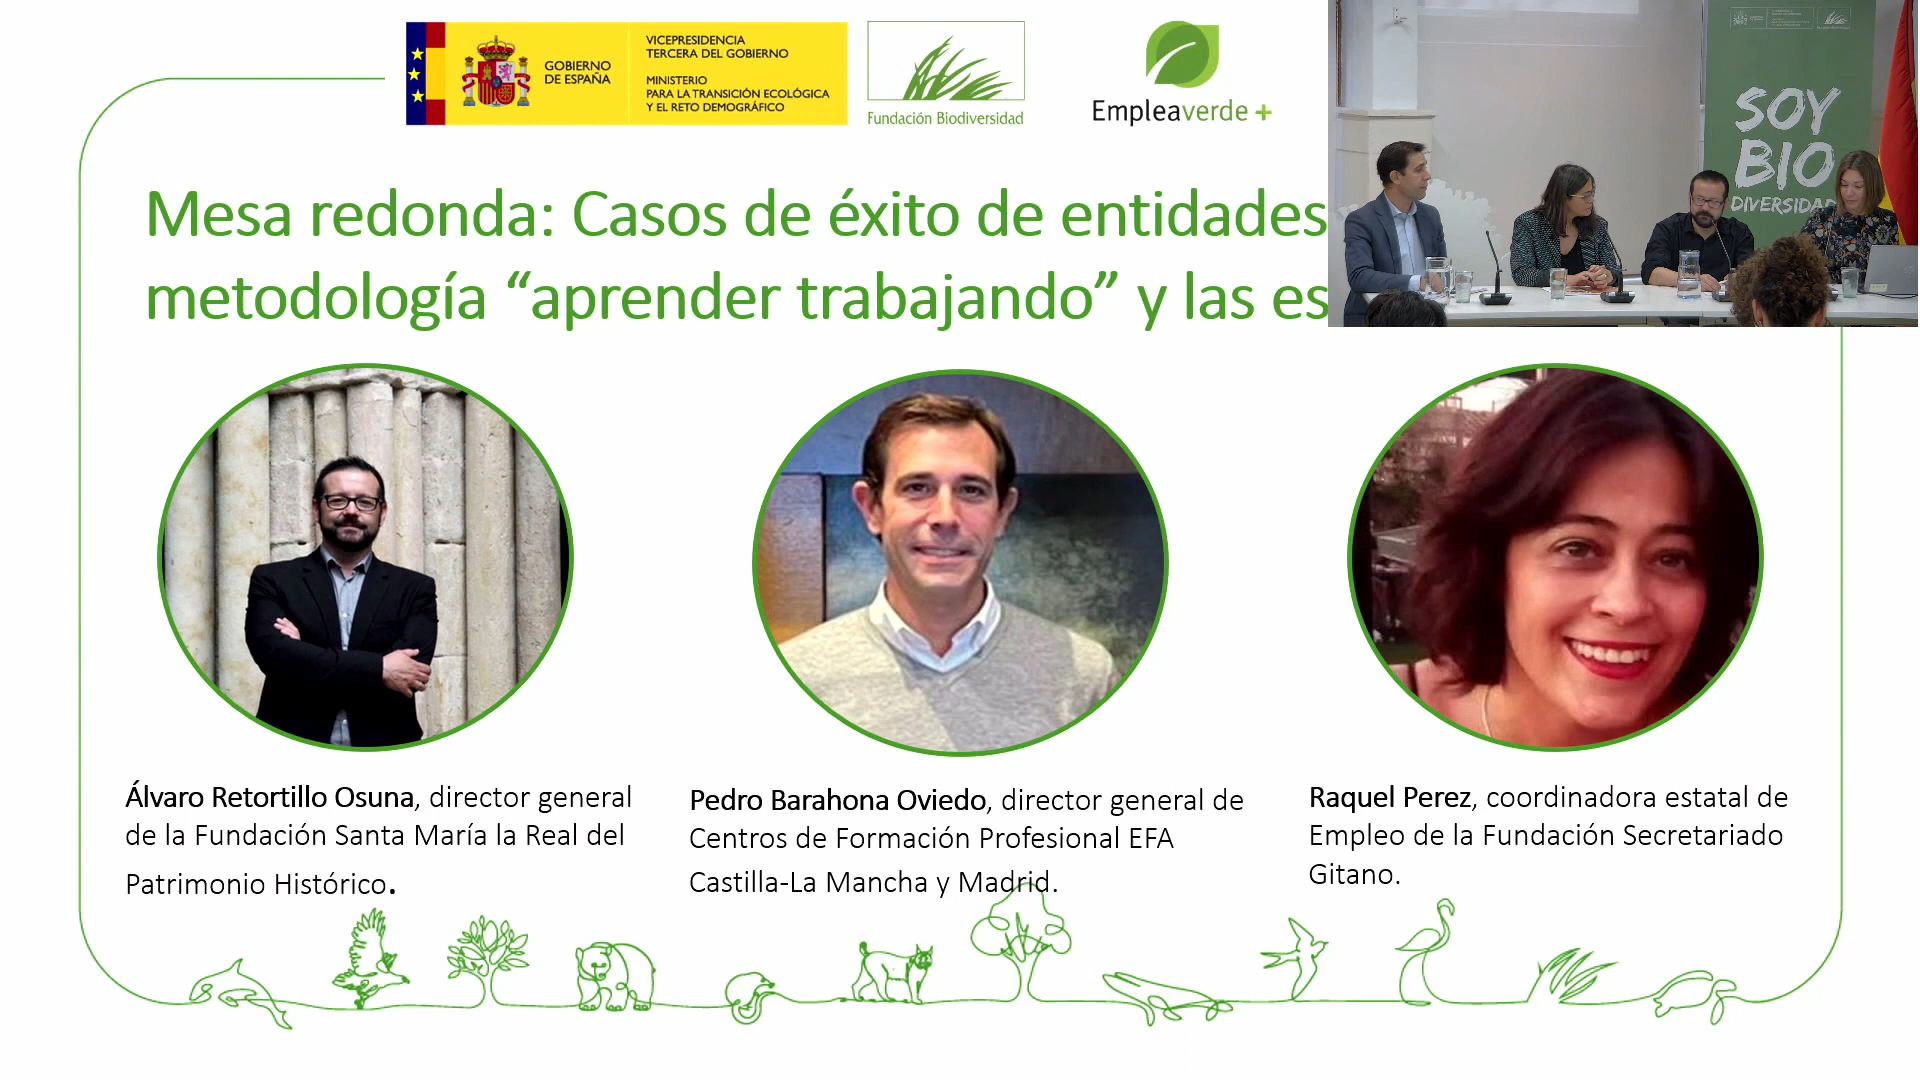 GOBIERNO
DE ESPAÑA
VICEPRESIDENCIA
TERCERA DEL GOBIERNO
MINISTERIO
PARA LA TRANSICIÓN ECOLÓGICA
Y EL RETO DEMOGRÁFICO
Fundación Biodiversidad
Empleaverde +
SOY
BIO
DIVERSIDAD
Mesa redonda: Casos de éxito de entidades
metodología “aprender trabajando” y las es
Álvaro Retortillo Osuna, director general
de la Fundación Santa María la Real del
Patrimonio Histórico.
Pedro Barahona Oviedo, director general de
Centros de Formación Profesional EFA
Castilla-La Mancha y Madrid.
Raquel Perez, coordinadora estatal de
Empleo de la Fundación Secretariado
Gitano.